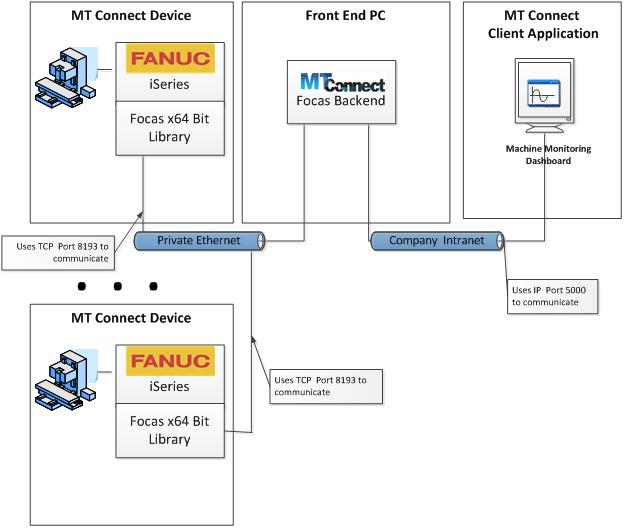 MT Connect Device
FANUC
iSeries
Focas x64 Bit
Library
Front End PC
MTConnect
Focas Backend
MT Connect
Client Application
Machine Monitoring
Dashboard
Uses TCP Port 8193 to
communicate
Private Ethernet
Company Intranet
Uses IP Port 5000
to communicate
MT Connect Device
FANUC
iSeries
Focas x64 Bit
Library
Uses TCP Port 8193 to
communicate